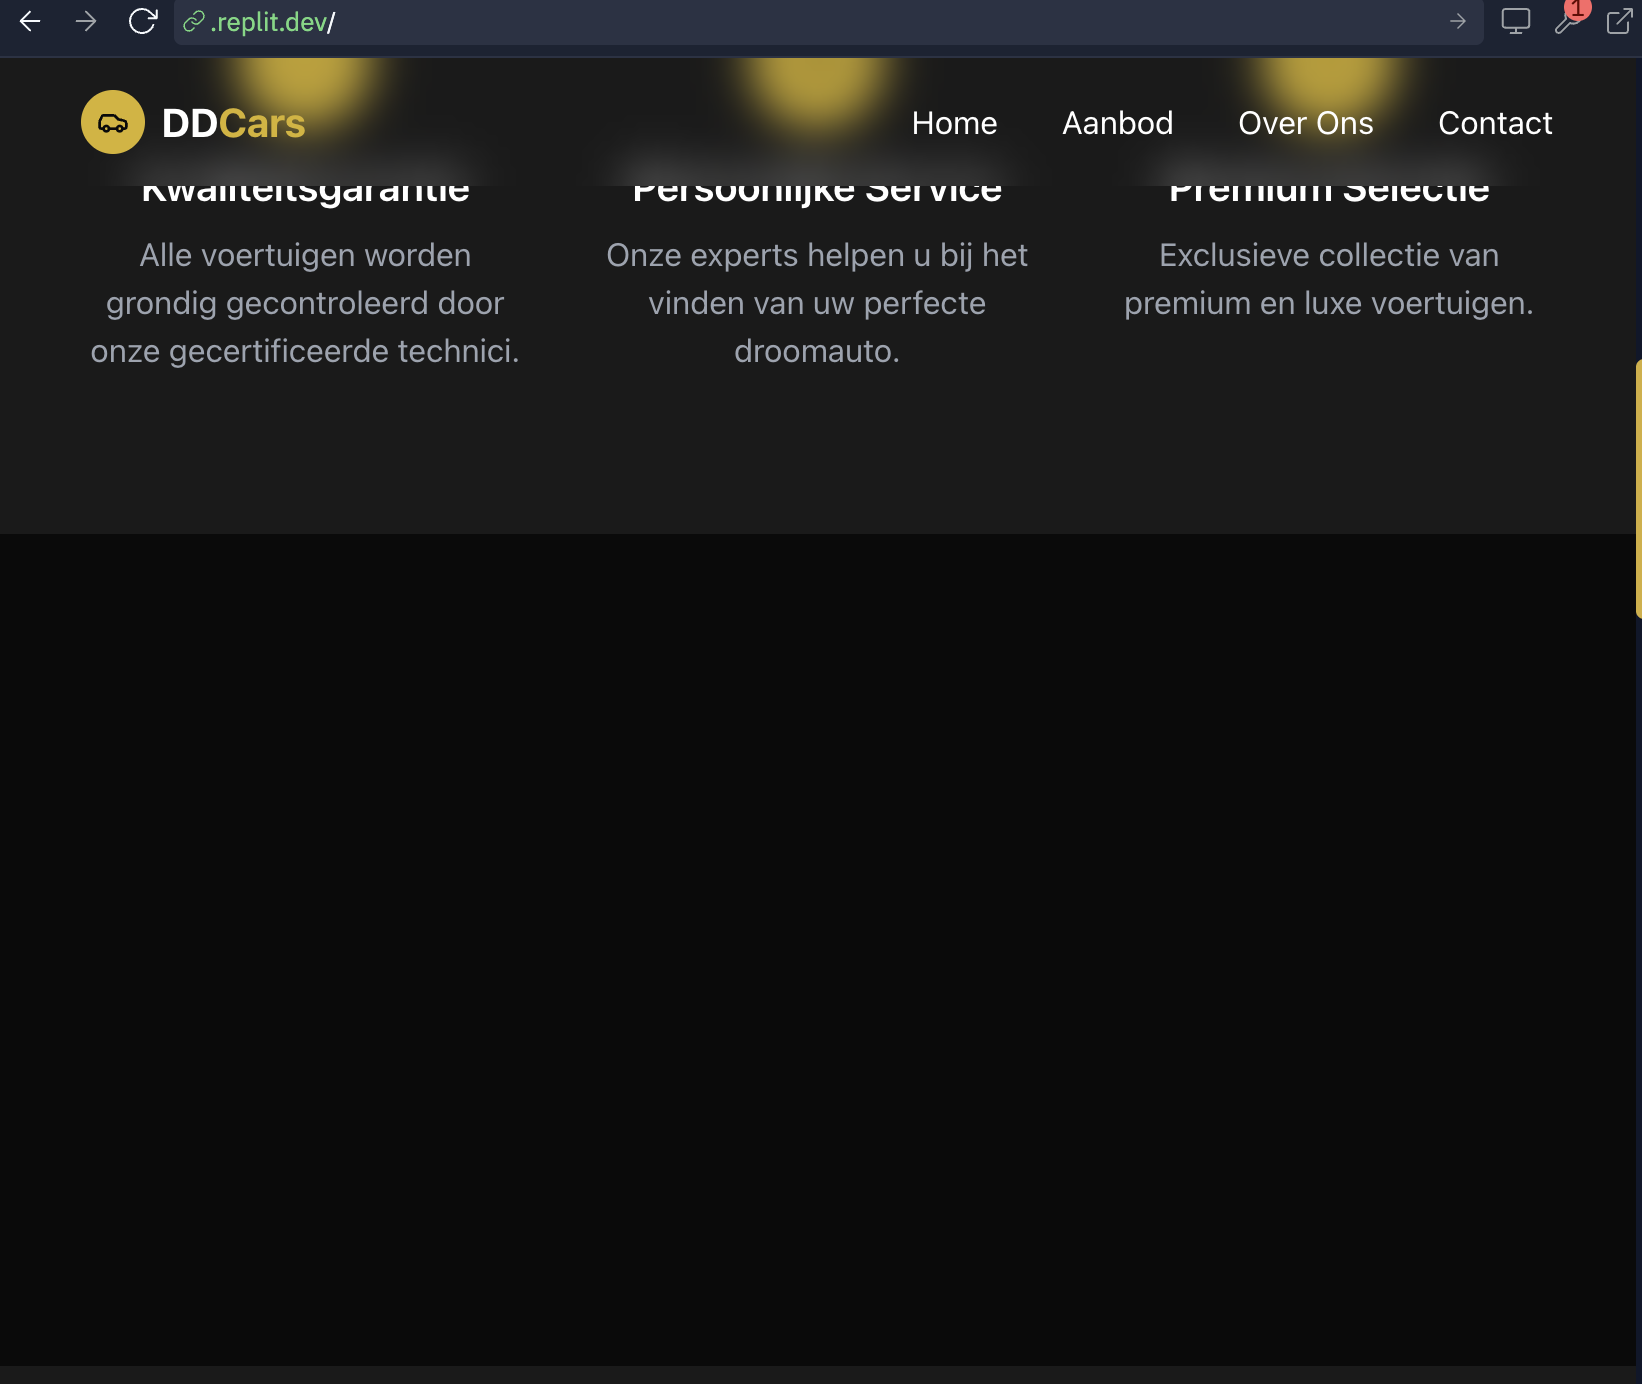 .replit.dev/
1
DDCars
Home Aanbod Over Ons Contact
Kwaliteitsgarantie Persoonlijke Service Premium Selectie
Alle voertuigen worden
grondig gecontroleerd door
onze gecertificeerde technici.
Onze experts helpen u bij het
vinden van uw perfecte
droomauto.
Exclusieve collectie van
premium en luxe voertuigen.